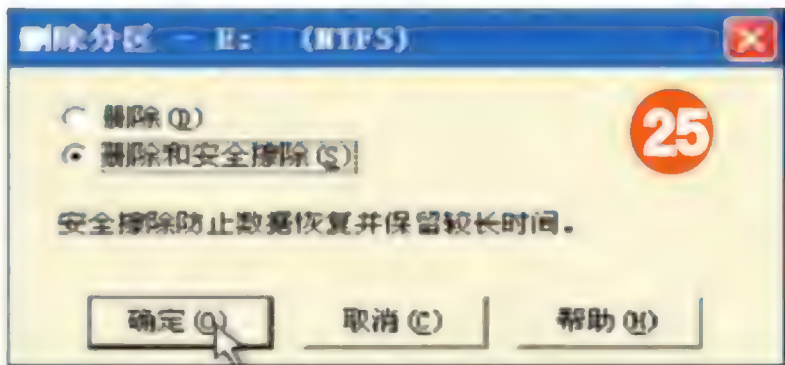 删除分区 - H: (NTFS)
删除(D)
25
删除和安全擦除(S)
安全擦除防止数据恢复并保留较长时间。
确定(O)
取消(C)
帮助(H)